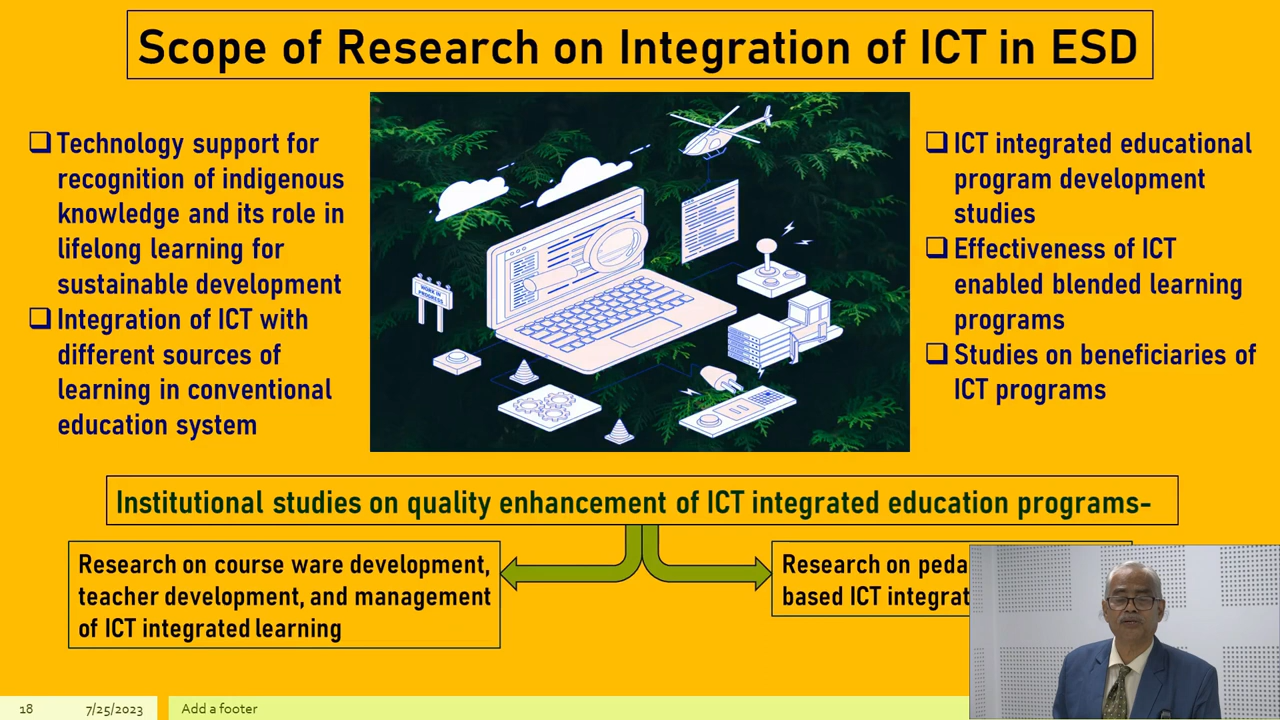 Scope of Research on Integration of ICT in ESD
❑ Technology support for
recognition of indigenous
knowledge and its role in
lifelong learning for
sustainable development
❑ Integration of ICT with
different sources of
learning in conventional
education system
WORK IN
PROGRESS
❑ ICT integrated educational
program development
studies
❑ Effectiveness of ICT
enabled blended learning
programs
❑ Studies on beneficiaries of
ICT programs
Institutional studies on quality enhancement of ICT integrated education programs-
Research on course ware development,
teacher development, and management
of ICT integrated learning
Research on
based ICT
18
7/25/2023
Add a footer